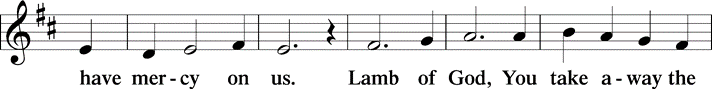 have mer - cy on us. Lamb of God, You take a - way the